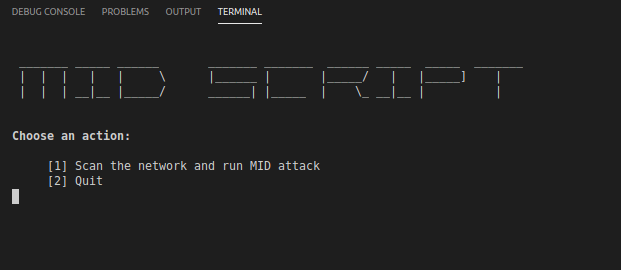 DEBUG CONSOLE PROBLEMS OUTPUT TERMINAL
MID SCRIPT
Choose an action:
[1] Scan the network and run MID attack
[2] Quit